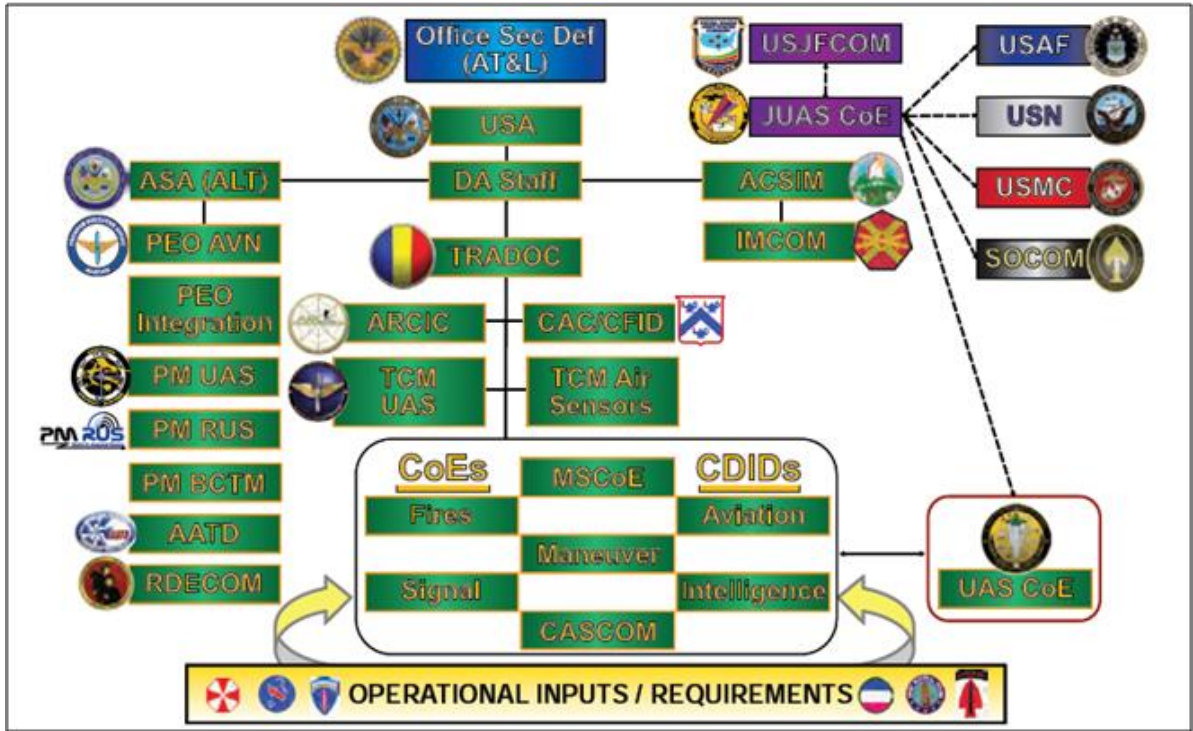 Office Sec Def
(AT&L)
USJFCOM
USAF
USA
JUAS CoE
USN
ASA (ALT)
DA Staff
ACSIM
USMC
PEO AVN
TRADOC
IMCOM
SOCOM
PEO
Integration
ARCIC
CAC/CFID
PM UAS
TCM
UAS
TCM Air
Sensors
PM RUS
PM RUS
CoEs
MSCoE
CDIDs
PM BCTM
Fires
Aviation
AATD
Maneuver
RDECOM
Signal
Intelligence
UAS CoE
CASCOM
OPERATIONAL INPUTS / REQUIREMENTS